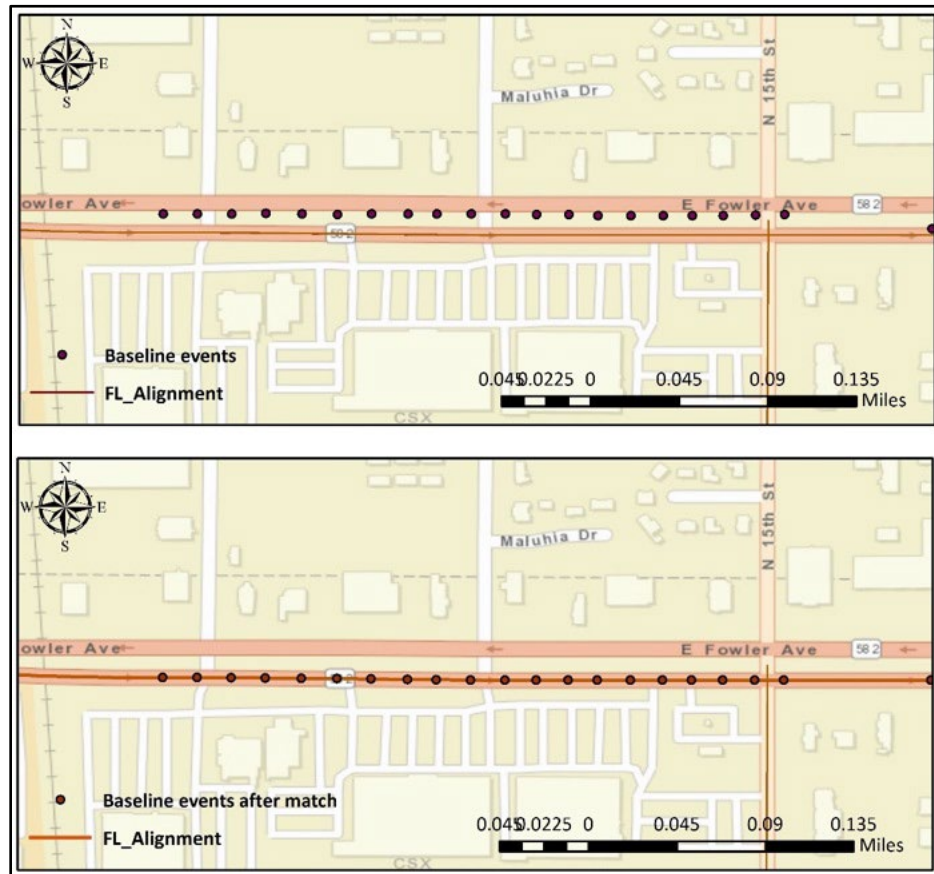 N
W E
S
Maluhia Dr
N 15th St
owler Ave
E Fowler Ave
582
582
Baseline events
FL_Alignment
0.045 0.0225 0 0.045 0.09 0.135
Miles
CSX
N
W E
S
Maluhia Dr
N 15th St
owler Ave
E Fowler Ave
582
Baseline events after match
FL_Alignment
0.045 0.0225 0 0.045 0.09 0.135
Miles
CSX